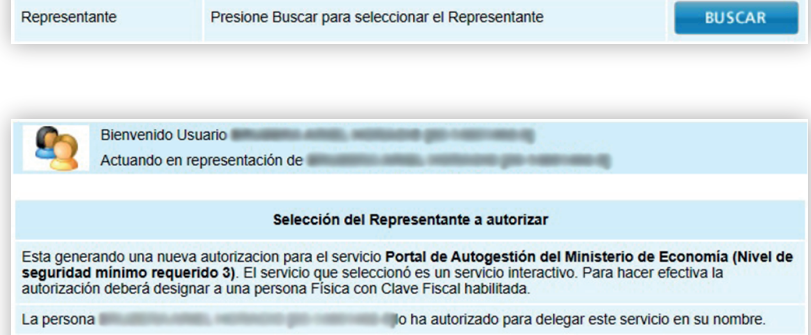 Representante Presione Buscar para seleccionar el Representante BUSCAR
Bienvenido Usuario
Actuando en representación de
Selección del Representante a autorizar
Esta generando una nueva autorizacion para el servicio Portal de Autogestión del Ministerio de Economía (Nivel de
seguridad mínimo requerido 3). El servicio que seleccionó es un servicio interactivo. Para hacer efectiva la
autorización deberá designar a una persona Física con Clave Fiscal habilitada.
La persona lo ha autorizado para delegar este servicio en su nombre.